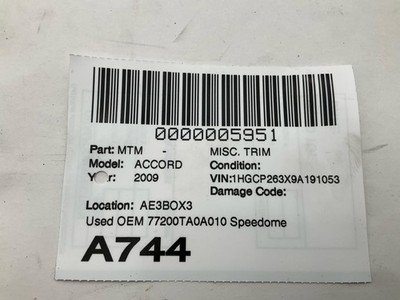 0000005951
Part: MTM - MISC. TRIM
Model: ACCORD Condition:
Year: 2009 VIN:1HGCP263X9A191053
Damage Code:
Location: AE3BOX3
Used OEM 77200TA0A010 Speedome
A744